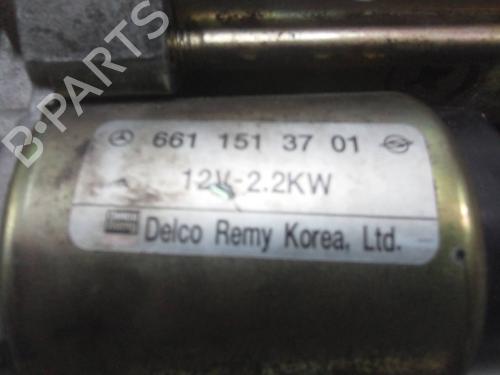 B-PARTS
661 151 37 01
12V-2.2KW
Delco Remy Korea, Ltd.